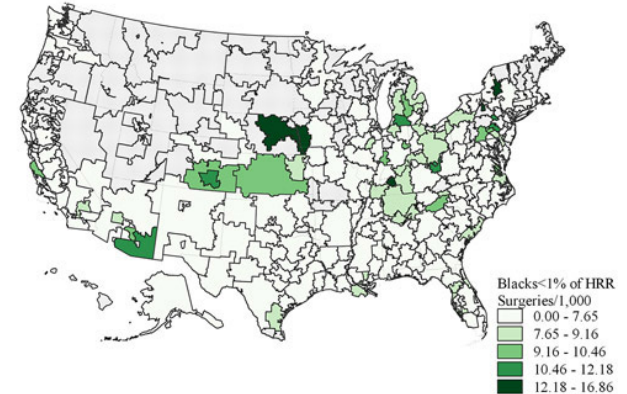 Blacks<1% of HRR
Surgeries/1,000
0.00 - 7.65
7.65 - 9.16
9.16 - 10.46
10.46 - 12.18
12.18 - 16.86